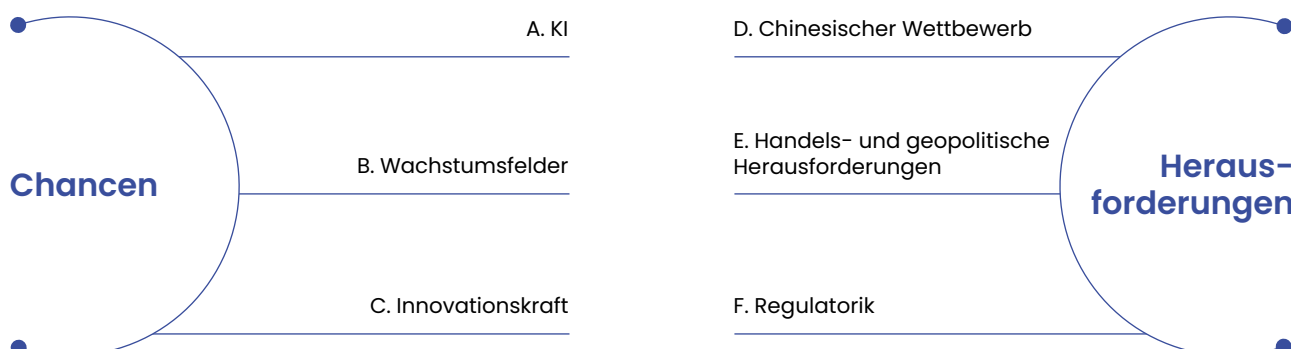 Chancen
A. KI
B. Wachstumsfelder
C. Innovationskraft
D. Chinesischer Wettbewerb
E. Handels- und geopolitische
Herausforderungen
F. Regulatorik
Heraus-
forderungen